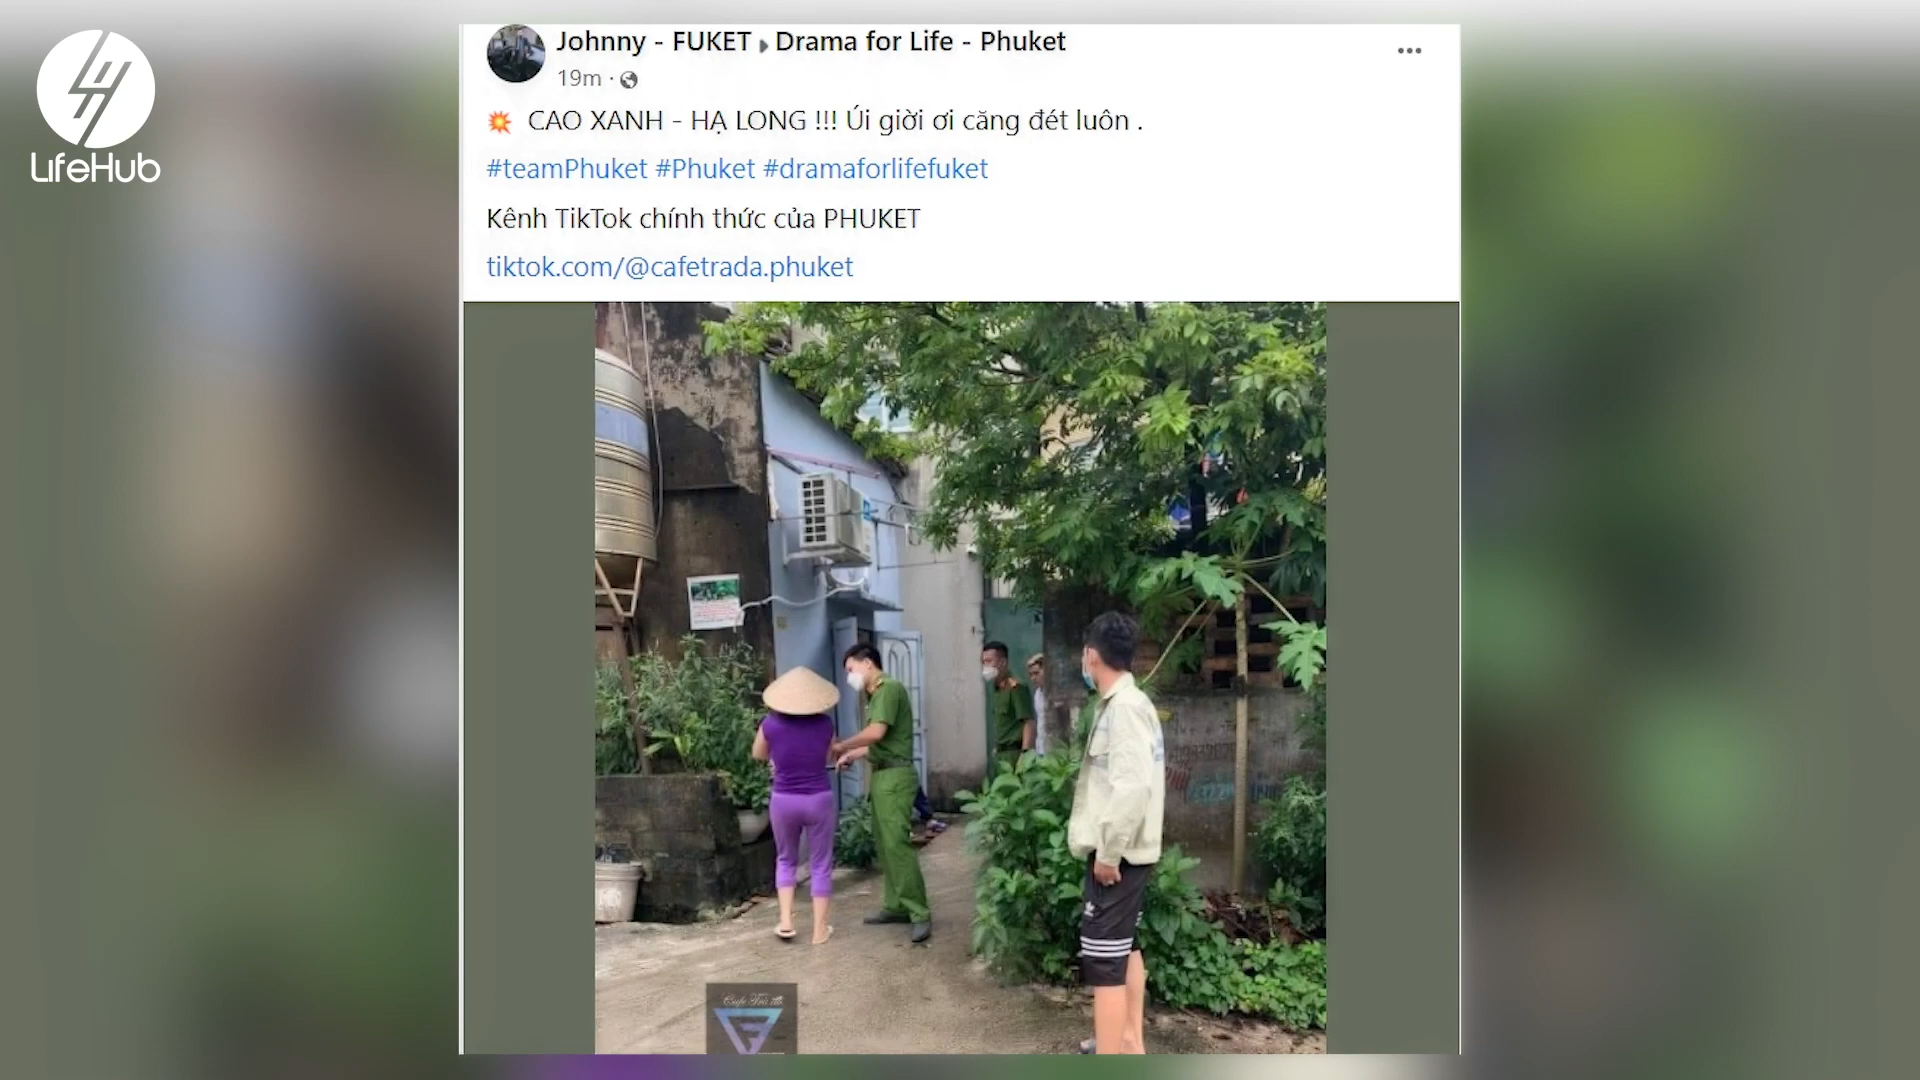 LifeHub
Johnny - FUKET ▸ Drama for Life - Phuket
19m ·
💥 CAO XANH - HẠ LONG !!! Úi giời ơi căng đét luôn .
#teamPhuket #Phuket #dramaforlifefuket
Kênh TikTok chính thức của PHUKET
tiktok.com/@cafetrada.phuket